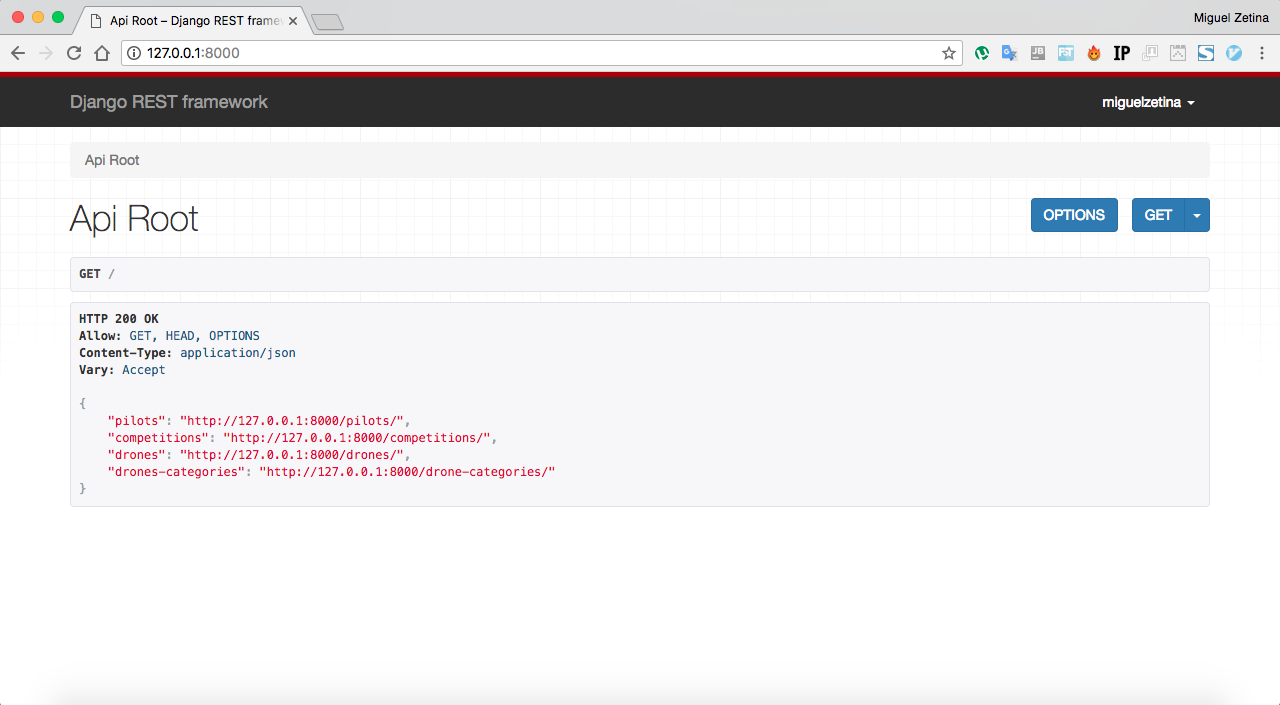 Api Root – Django REST frame
Miguel Zetina
127.0.0.1:8000
JB
IP
Django REST framework
miguelzetina
Api Root
Api Root
OPTIONS
GET
GET /
HTTP 200 OK
Allow: GET, HEAD, OPTIONS
Content-Type: application/json
Vary: Accept
{
    "pilots": "http://127.0.0.1:8000/pilots/",
    "competitions": "http://127.0.0.1:8000/competitions/",
    "drones": "http://127.0.0.1:8000/drones/",
    "drones-categories": "http://127.0.0.1:8000/drone-categories/"
}